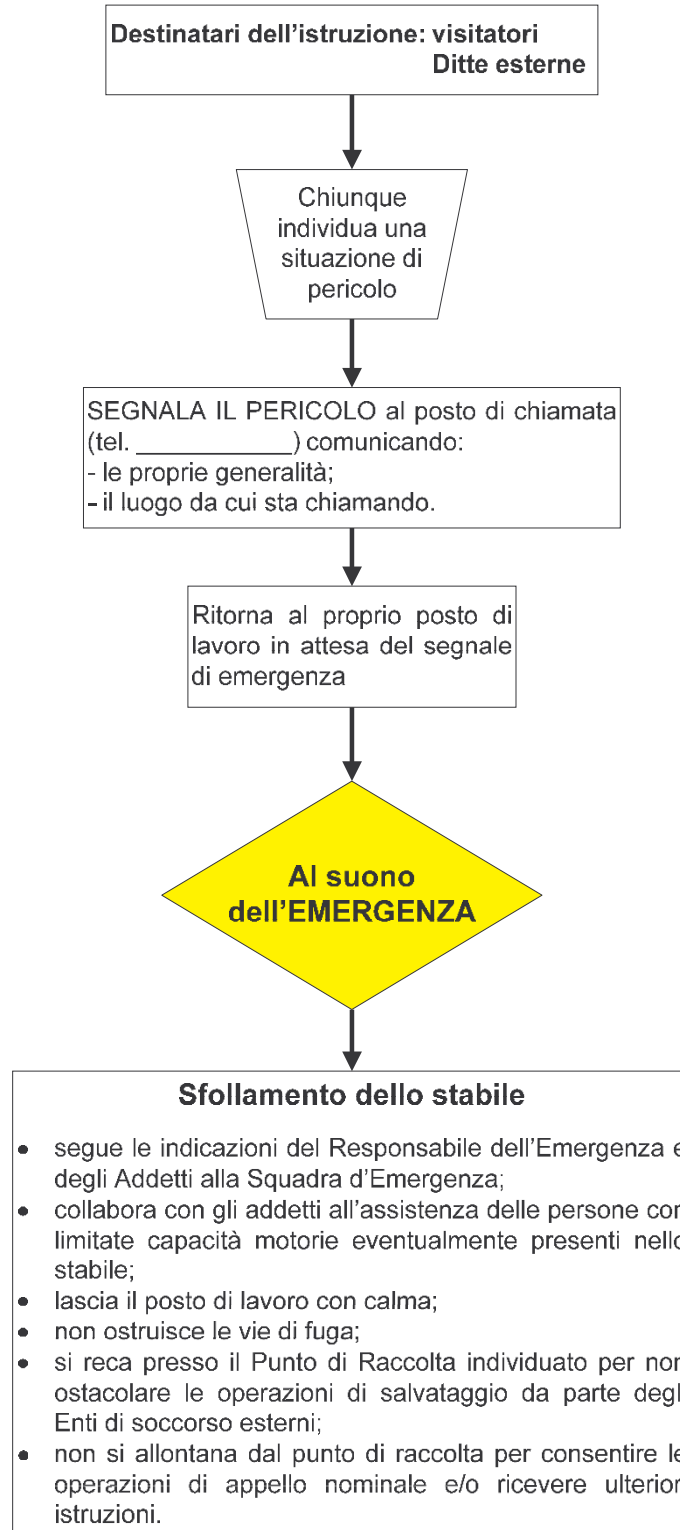 Destinatari dell'istruzione: visitatori
Ditte esterne
Chiunque
individua una
situazione di
pericolo
SEGNALA IL PERICOLO al posto di chiamata
(tel. ____________) comunicando:
- le proprie generalità;
- il luogo da cui sta chiamando.
Ritorna al proprio posto di
lavoro in attesa del segnale
di emergenza
Al suono
dell'EMERGENZA
Sfollamento dello stabile
• segue le indicazioni del Responsabile dell'Emergenza e
degli Addetti alla Squadra d'Emergenza;
• collabora con gli addetti all'assistenza delle persone con
limitate capacità motorie eventualmente presenti nello
stabile;
• lascia il posto di lavoro con calma;
• non ostruisce le vie di fuga;
• si reca presso il Punto di Raccolta individuato per non
ostacolare le operazioni di salvataggio da parte degl
Enti di soccorso esterni;
• non si allontana dal punto di raccolta per consentire le
operazioni di appello nominale e/o ricevere ulterior
istruzioni.